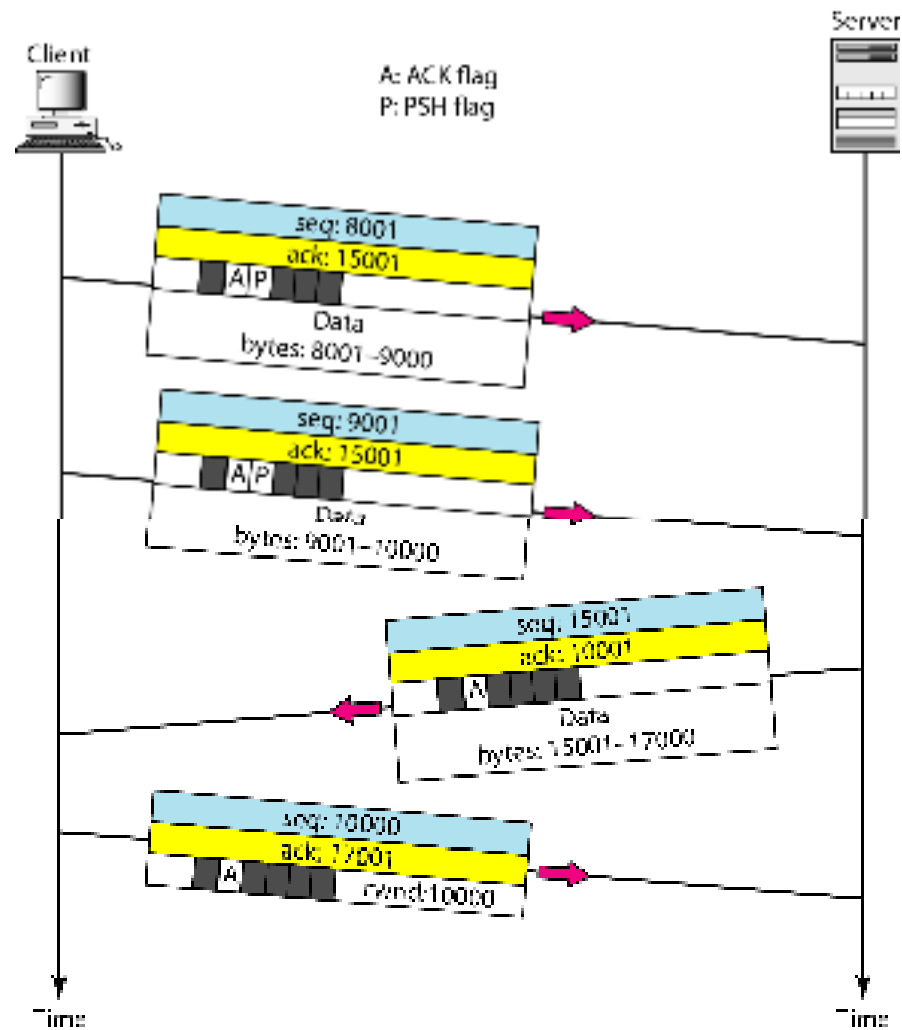 Server
Client
A: ACK flag
P: PSH flag
seq: 8001
ack: 15001
A P
Data
bytes: 8001–9000
seq: 9001
ack: 15001
A P
Data
bytes: 9001–10000
seq: 15001
ack: 10001
A
Data
bytes: 15001–17000
seq: 10000
ack: 17001
A
rwnd:10000
Time
Time